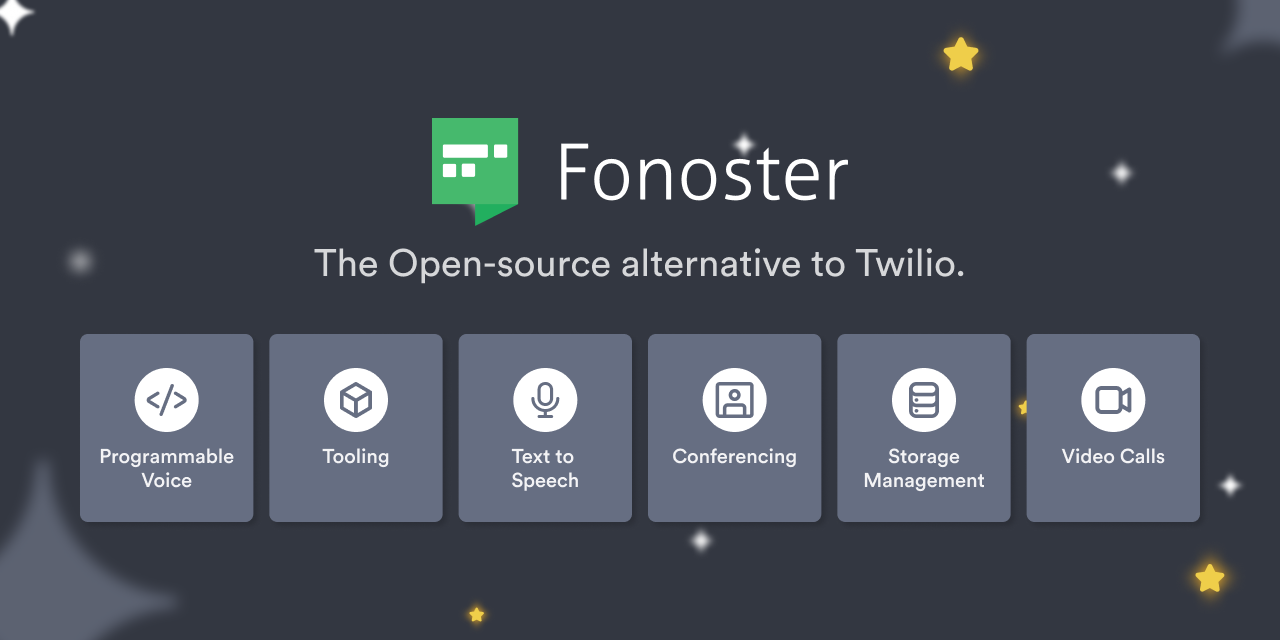 Fonoster
The Open-source alternative to Twilio.
Programmable
Voice
Tooling
Text to
Speech
Conferencing
Storage
Management
Video Calls